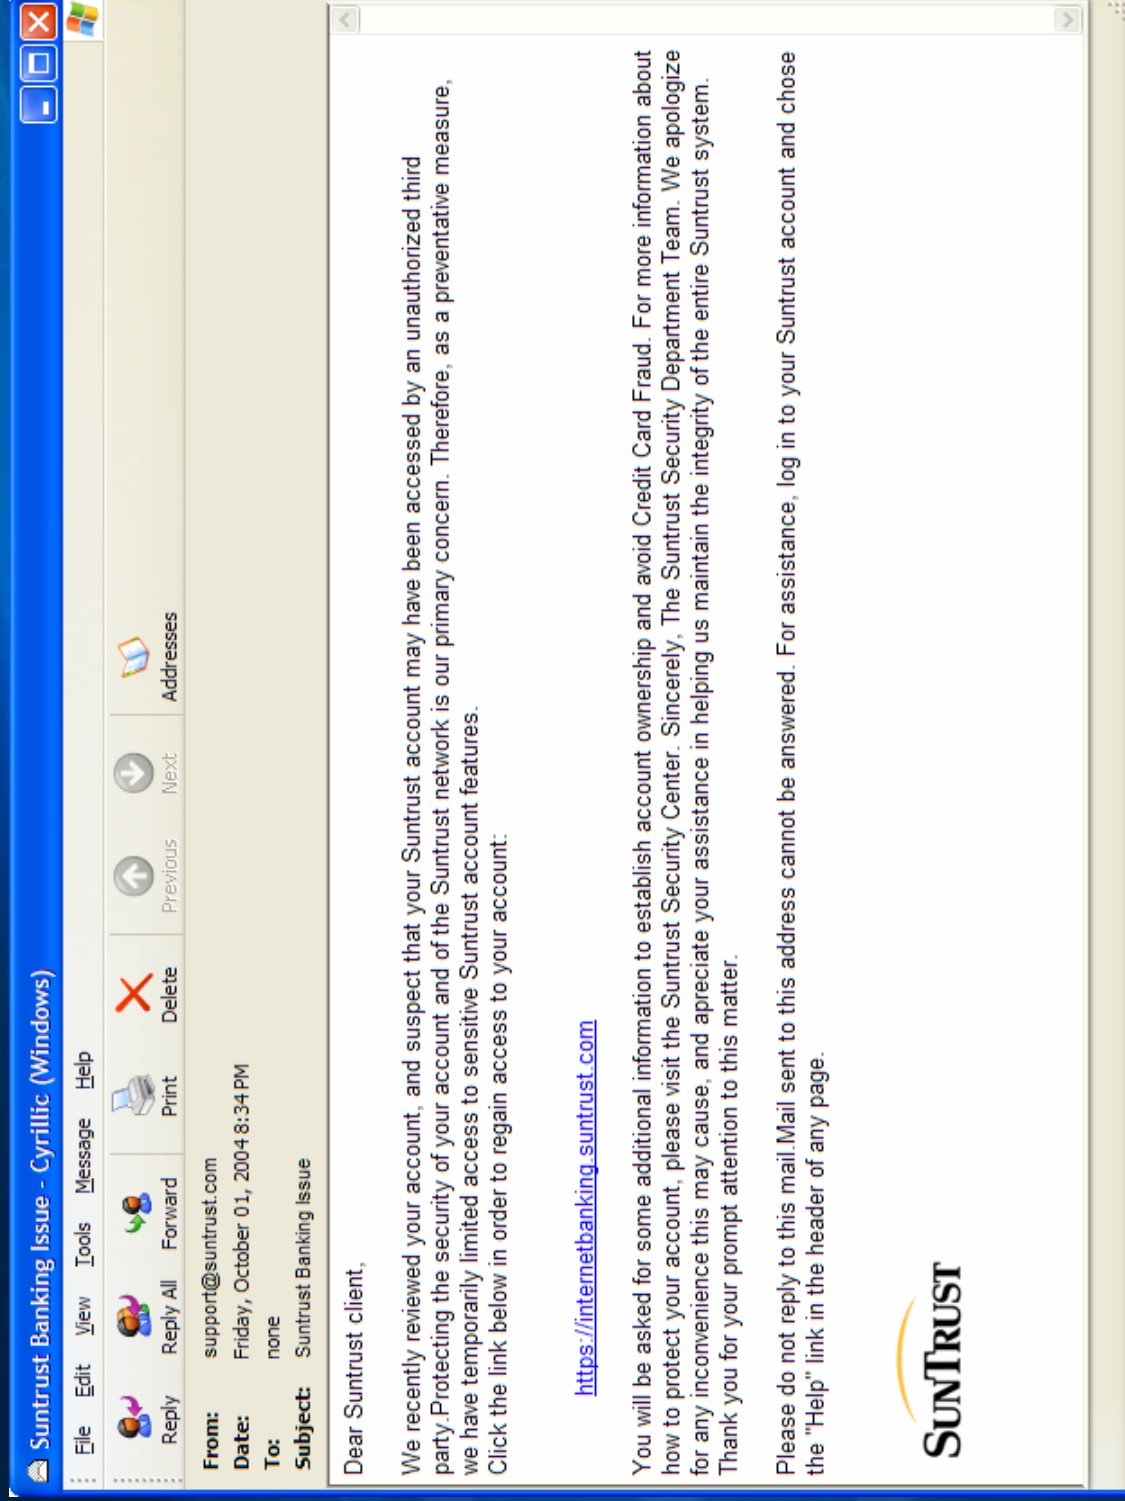 Suntrust Banking Issue - Cyrillic (Windows)
File Edit View Tools Message Help
Reply Reply All Forward Print Delete Previous Next Addresses
From: support@suntrust.com
Date: Friday, October 01, 2004 8:34 PM
To: none
Subject: Suntrust Banking Issue
Dear Suntrust client,
We recently reviewed your account, and suspect that your Suntrust account may have been accessed by an unauthorized third
party.Protecting the security of your account and of the Suntrust network is our primary concern. Therefore, as a preventative measure,
we have temporarily limited access to sensitive Suntrust account features.
Click the link below in order to regain access to your account:
https://internetbanking.suntrust.com
You will be asked for some additional information to establish account ownership and avoid Credit Card Fraud. For more information about
how to protect your account, please visit the Suntrust Security Center. Sincerely, The Suntrust Security Department Team. We apologize
for any inconvenience this may cause, and apreciate your assistance in helping us maintain the integrity of the entire Suntrust system.
Thank you for your prompt attention to this matter.
Please do not reply to this mail.Mail sent to this address cannot be answered. For assistance, log in to your Suntrust account and chose
the "Help" link in the header of any page.
SUNTRUST